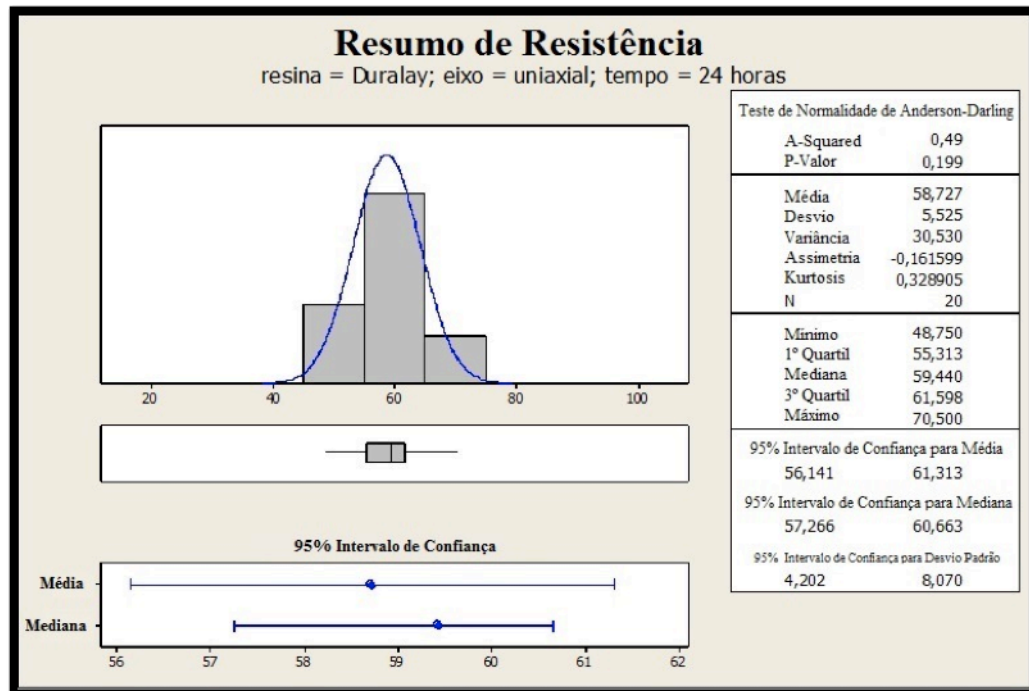 Resumo de Resistência
resina = Duralay; eixo = uniaxial; tempo = 24 horas
20 40 60 80 100
95% Intervalo de Confiança
Média
Mediana
56 57 58 59 60 61 62
Teste de Normalidade de Anderson-Darling
A-Squared 0,49
P-Valor 0,199
Média 58,727
Desvio 5,525
Variância 30,530
Assimetria -0,161599
Kurtosis 0,328905
N 20
Minimo 48,750
1º Quartil 55,313
Mediana 59,440
3º Quartil 61,598
Máximo 70,500
95% Intervalo de Confiança para Média
56,141 61,313
95% Intervalo de Confiança para Mediana
57,266 60,663
95% Intervalo de Confiança para Desvio Padrão
4,202 8,070